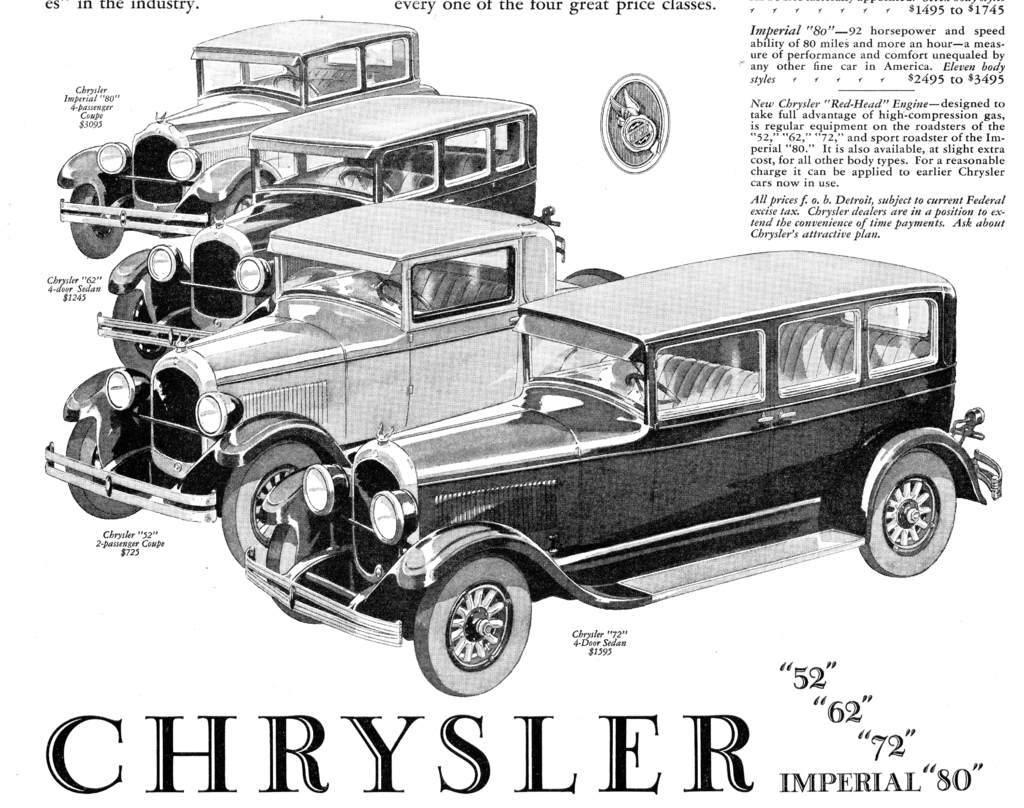 es" in the industry.
every one of the four great price classes.
$1495 to $1745
Imperial "80"—92 horsepower and speed
ability of 80 miles and more an hour—a meas-
ure of performance and comfort unequaled by
any other fine car in America. Eleven body
styles $2495 to $3495
New Chrysler "Red-Head" Engine—designed to
take full advantage of high-compression gas,
is regular equipment on the roadsters of the
"52," "62," "72," and sport roadster of the Im-
perial "80." It is also available, at slight extra
cost, for all other body types. For a reasonable
charge it can be applied to earlier Chrysler
cars now in use.
All prices f. o. b. Detroit, subject to current Federal
excise tax. Chrysler dealers are in a position to ex-
tend the convenience of time payments. Ask about
Chrysler's attractive plan.
Chrysler
Imperial "80"
4-passenger
Coupe
$3095
Chrysler "62"
4-door Sedan
$1245
Chrysler "52"
2-passenger Coupe
$725
Chrysler "72"
4-Door Sedan
$1595
CHRYSLER
"52"
"62"
"72"
IMPERIAL "80"